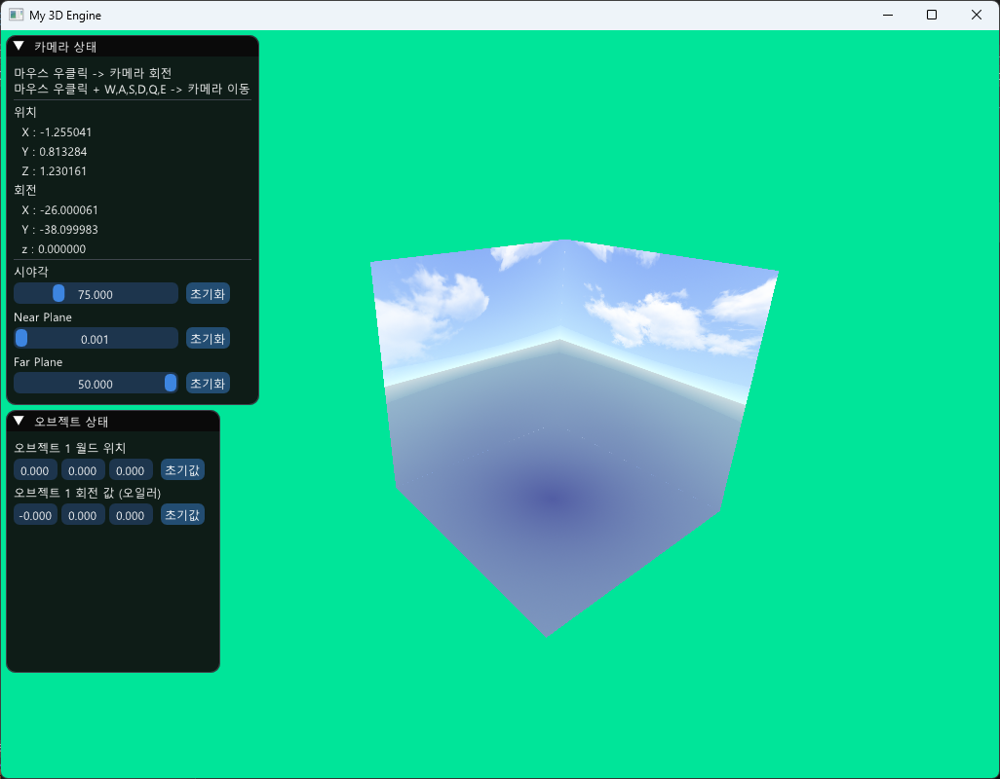 My 3D Engine
카메라 상태
마우스 우클릭 -> 카메라 회전
마우스 우클릭 + W,A,S,D,Q,E -> 카메라 이동
위치
X : -1.255041
Y : 0.813284
Z : 1.230161
회전
X : -26.000061
Y : -38.099983
z : 0.000000
시야각
75.000 초기화
Near Plane
0.001 초기화
Far Plane
50.000 초기화
오브젝트 상태
오브젝트 1 월드 위치
0.000 0.000 0.000 초기값
오브젝트 1 회전 값 (오일러)
-0.000 0.000 0.000 초기값